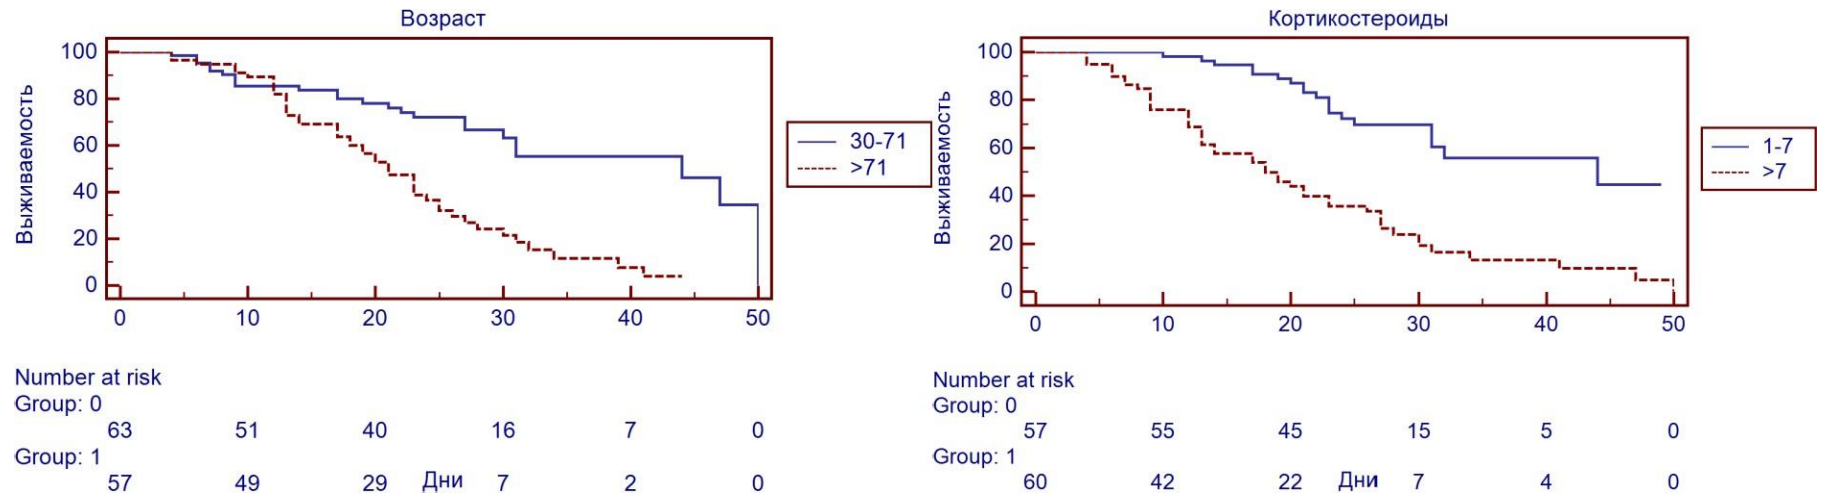 Возраст
Выживаемость
100
80
60
40
20
0
0 10 20 30 40 50
30-71
>71
Number at risk
Group: 0
63 51 40 16 7 0
Group: 1
57 49 29 Дни 7 2 0
Кортикостероиды
Выживаемость
100
80
60
40
20
0
0 10 20 30 40 50
1-7
>7
Number at risk
Group: 0
57 55 45 15 5 0
Group: 1
60 42 22 Дни 7 4 0